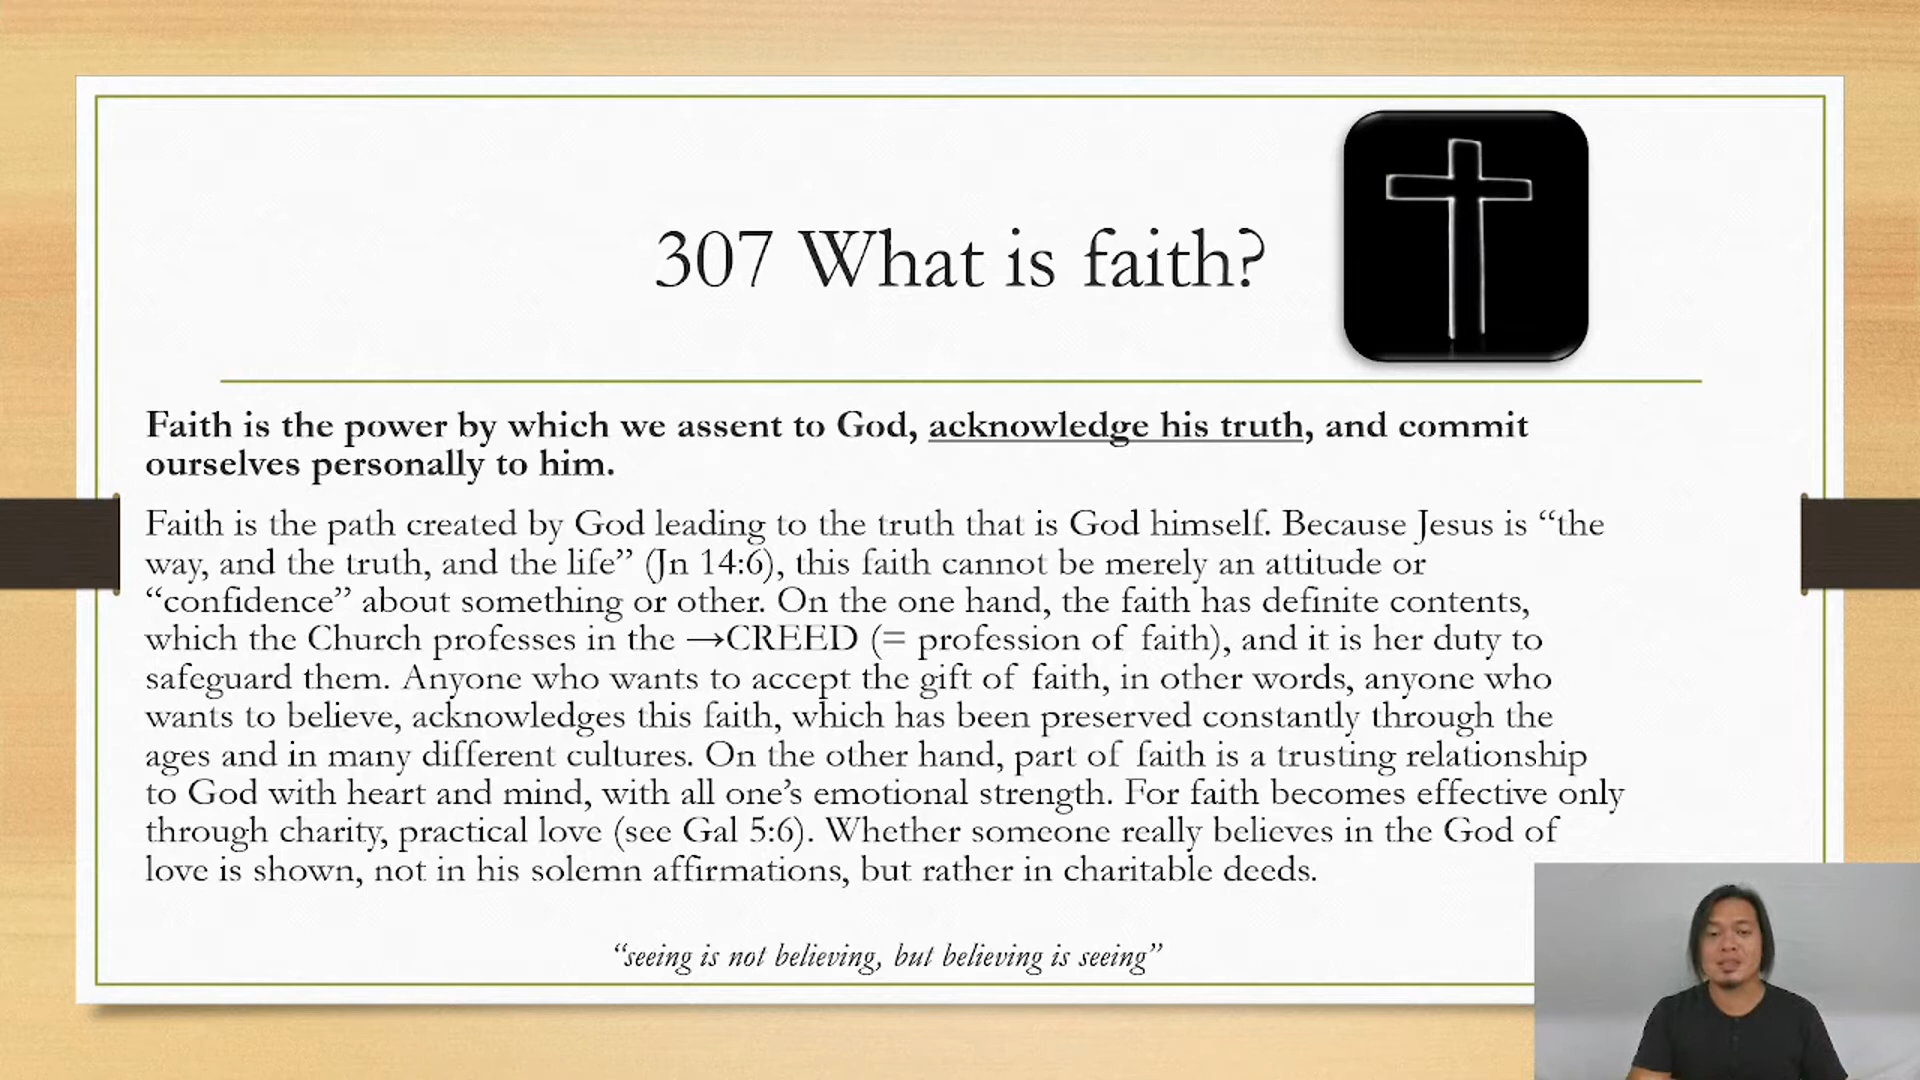 307 What is faith?
Faith is the power by which we assent to God, acknowledge his truth, and commit
ourselves personally to him.
Faith is the path created by God leading to the truth that is God himself. Because Jesus is “the
way, and the truth, and the life” (Jn 14:6), this faith cannot be merely an attitude or
“confidence” about something or other. On the one hand, the faith has definite contents,
which the Church professes in the →CREED (= profession of faith), and it is her duty to
safeguard them. Anyone who wants to accept the gift of faith, in other words, anyone who
wants to believe, acknowledges this faith, which has been preserved constantly through the
ages and in many different cultures. On the other hand, part of faith is a trusting relationship
to God with heart and mind, with all one’s emotional strength. For faith becomes effective only
through charity, practical love (see Gal 5:6). Whether someone really believes in the God of
love is shown, not in his solemn affirmations, but rather in charitable deeds.
“seeing is not believing, but believing is seeing”